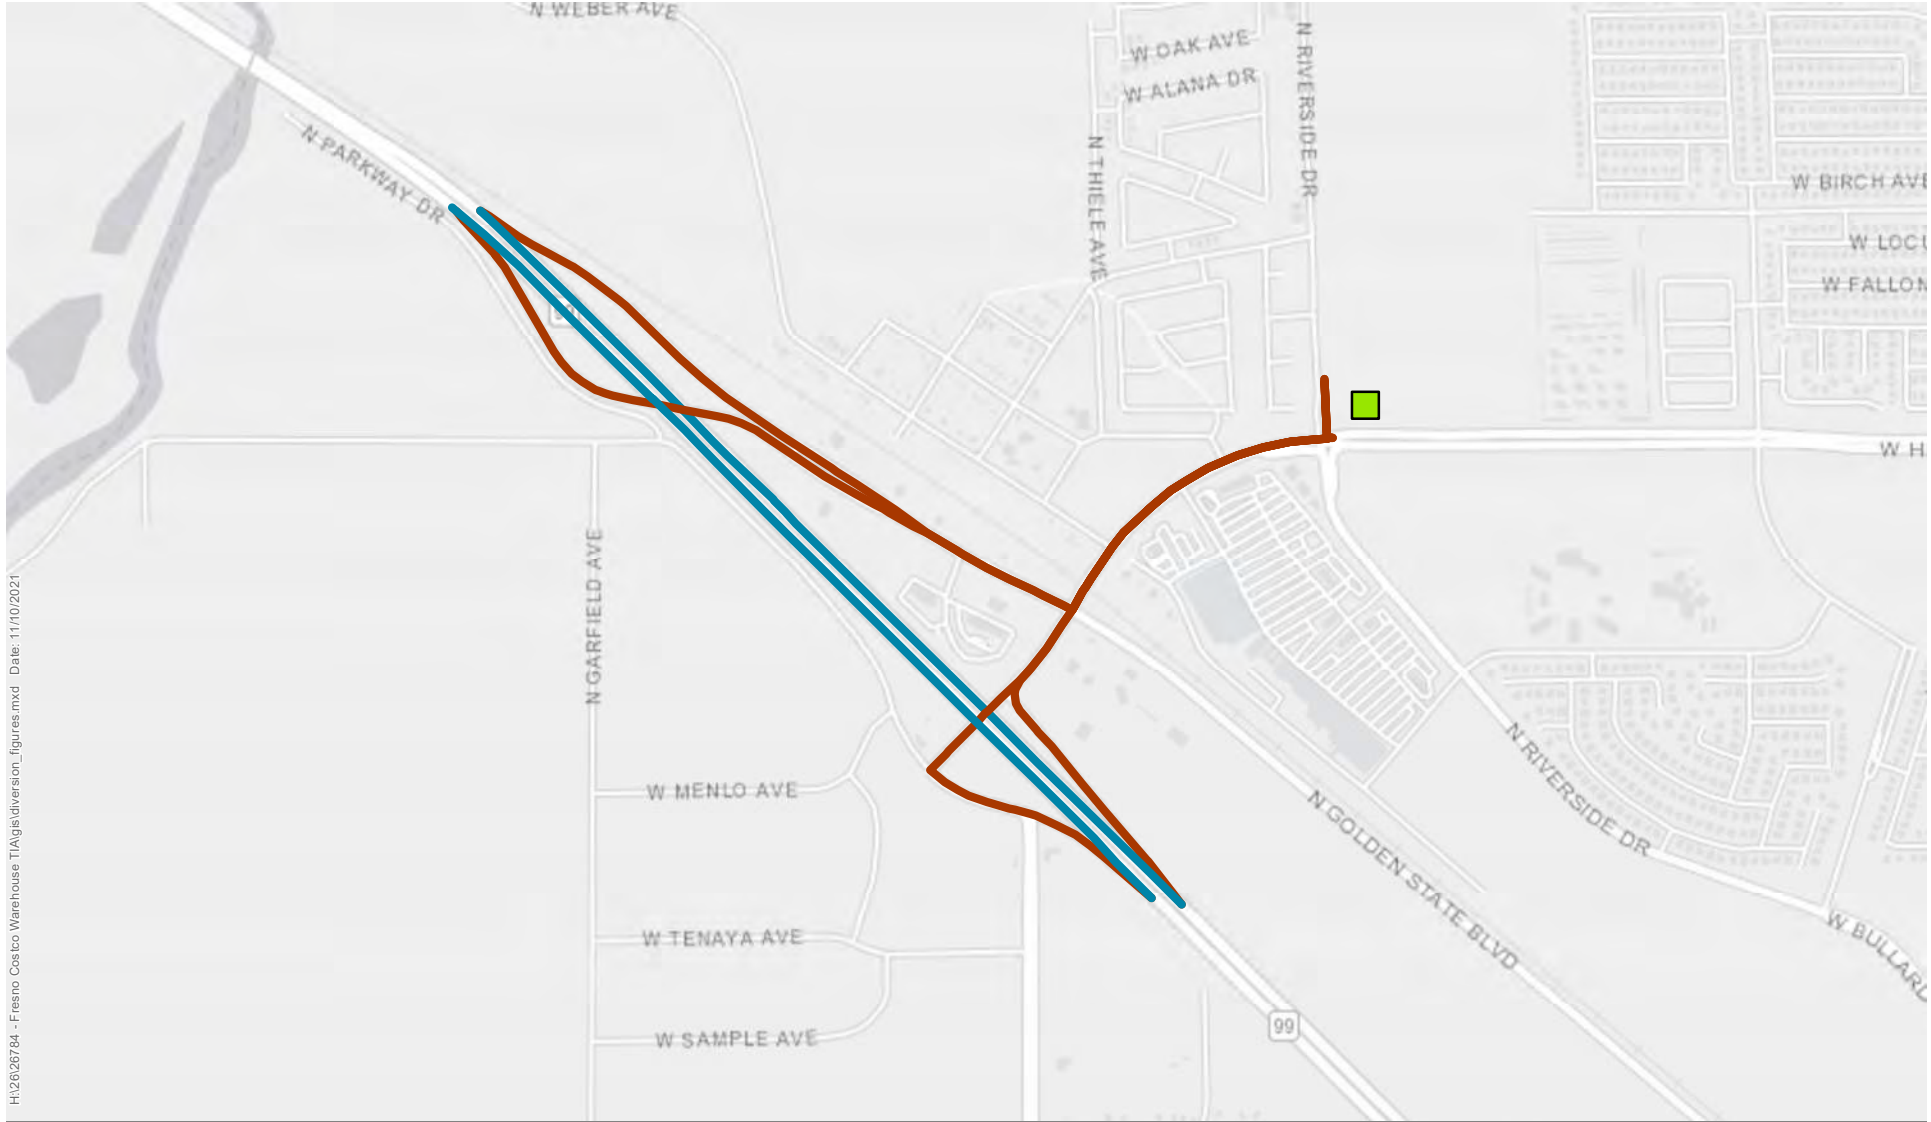 N WEBER AVE
W OAK AVE
W ALANA DR
N RIVERSIDE DR
N THIELE AVE
N PARKWAY DR
W BIRCH AVE
W LOCU
W FALLON
W H
N GARFIELD AVE
W MENLO AVE
W TENAYA AVE
W SAMPLE AVE
N GOLDEN STATE BLVD
N RIVERSIDE DR
W BULLARD
99
H:\26\26784 - Fresno Costco Warehouse TIA\gis\diversion_figures.mxd Date: 11/10/2021